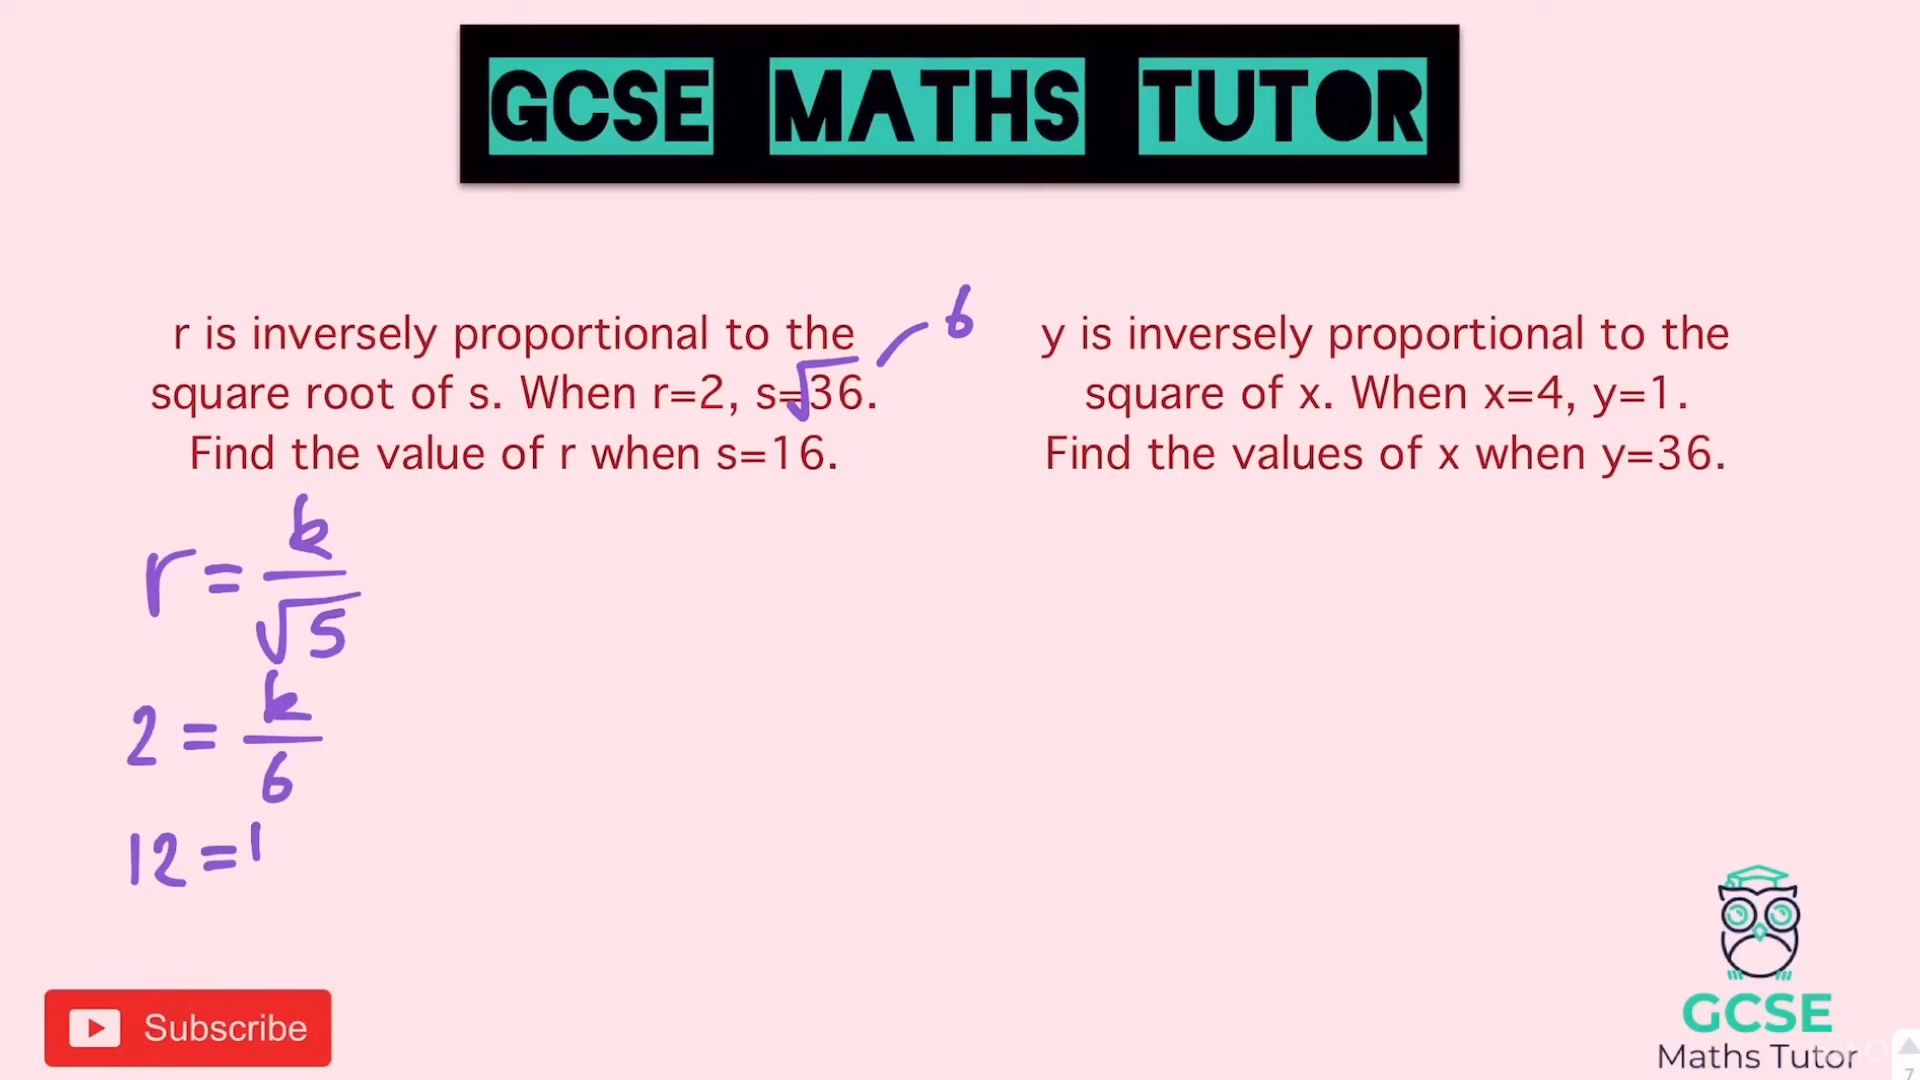 GCSE MATHS TUTOR
r is inversely proportional to the
square root of s. When r=2, s=√36.
Find the value of r when s=16.
6
r = k/√s
2 = k/6
12 = 1
y is inversely proportional to the
square of x. When x=4, y=1.
Find the values of x when y=36.
Subscribe
GCSE
Maths Tutor
7